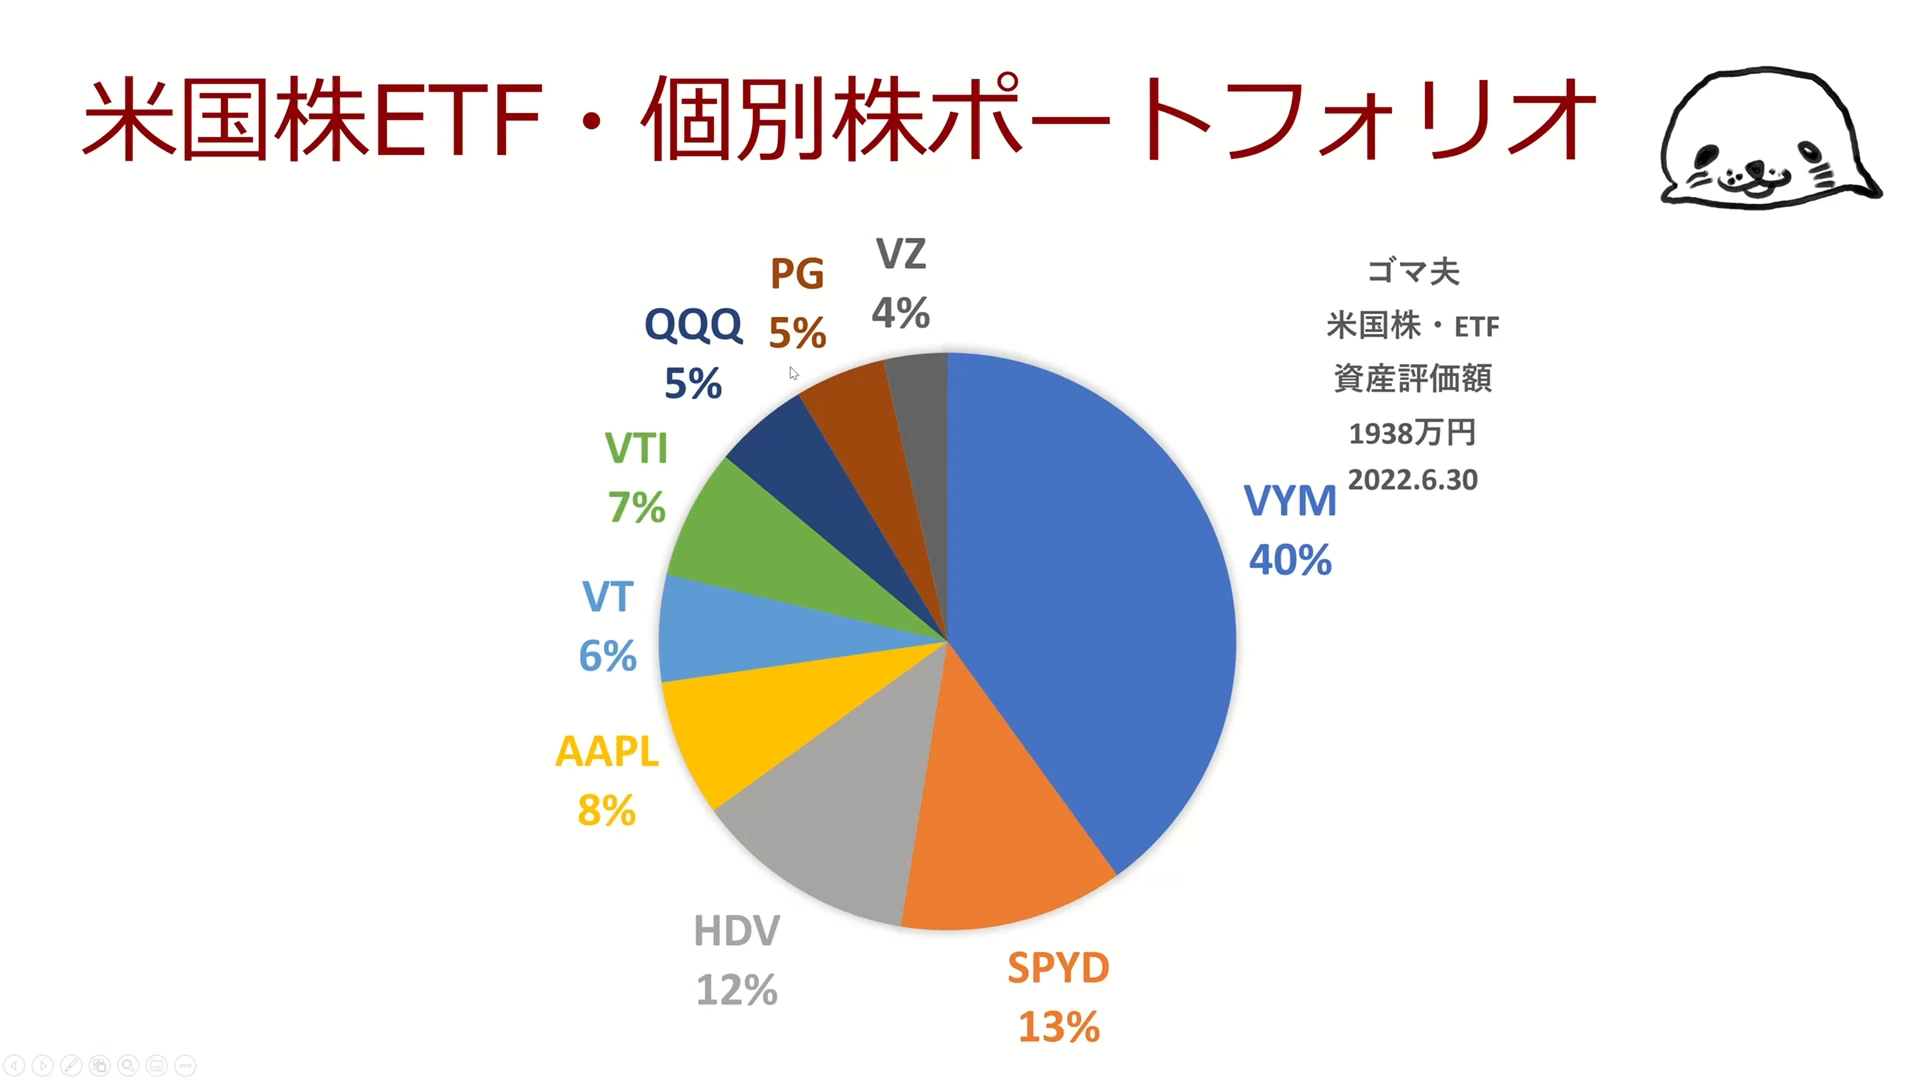 米国株ETF・個別株ポートフォリオ
VZ
4%
PG
5%
QQQ
5%
VTI
7%
VT
6%
AAPL
8%
HDV
12%
SPYD
13%
VYM
40%
ゴマ夫
米国株・ETF
資産評価額
1938万円
2022.6.30